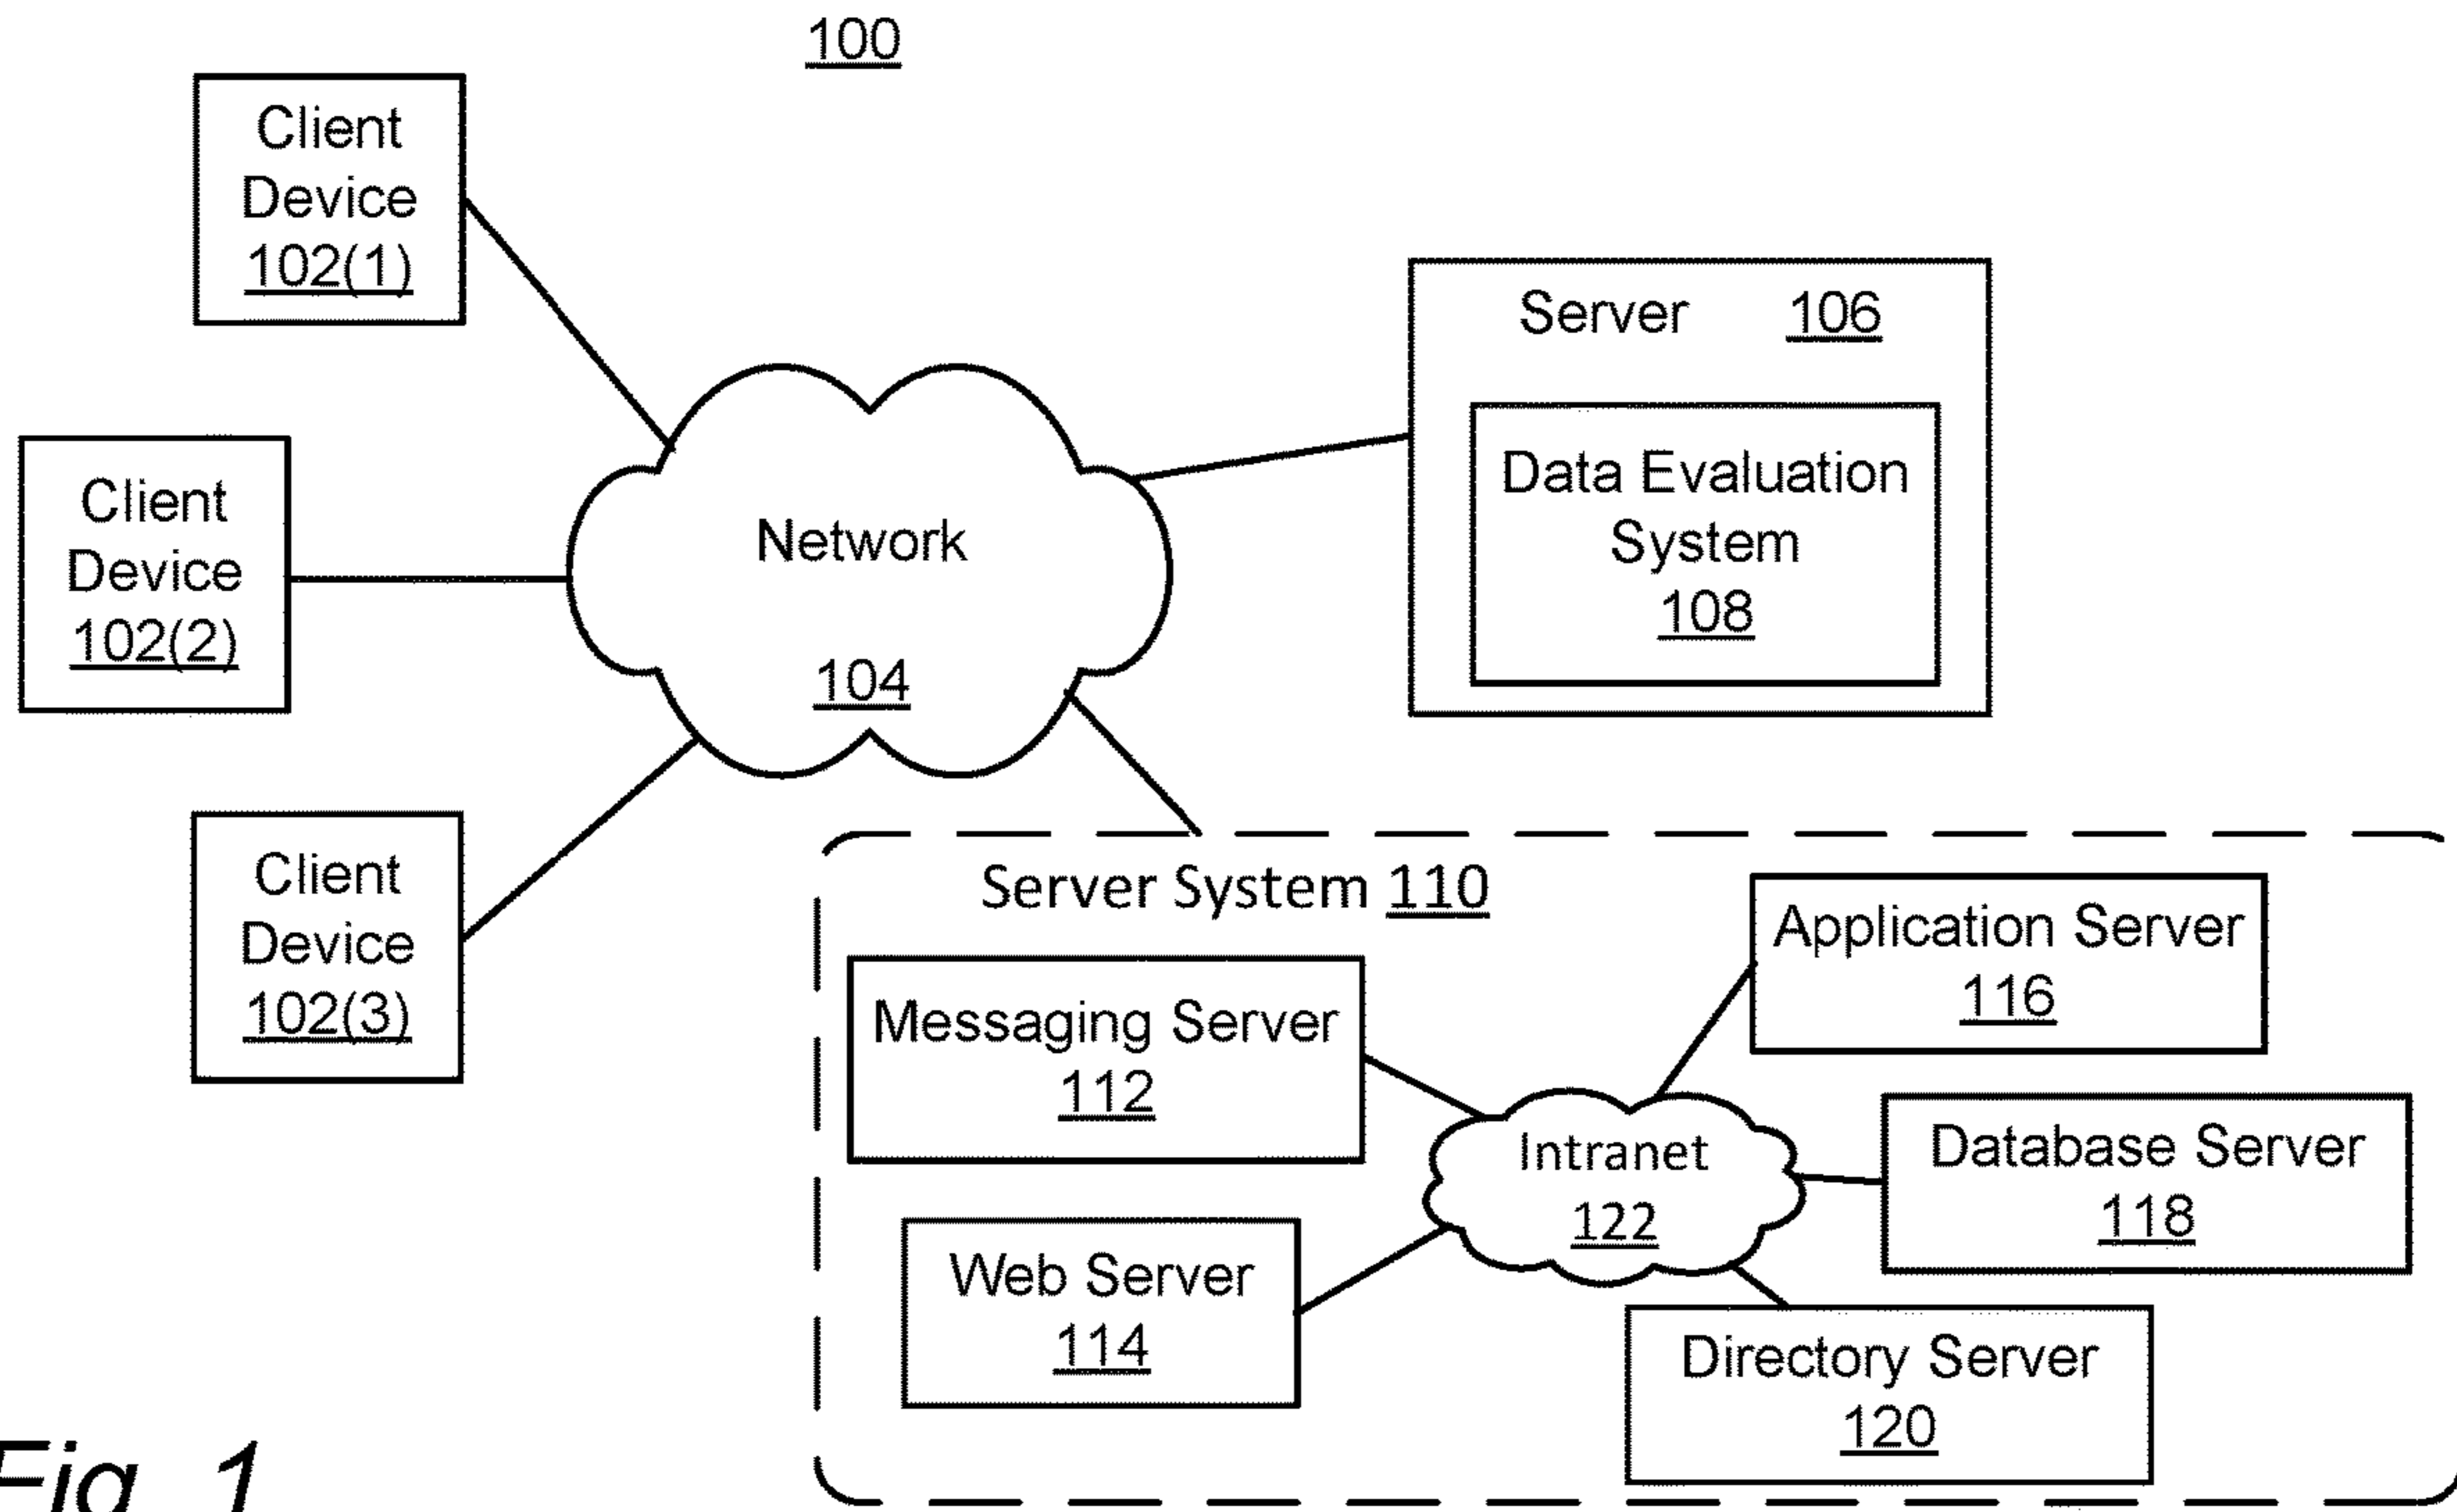 100
Client
Device
102(1)
Client
Device
102(2)
Client
Device
102(3)
Network
104
Server 106
Data Evaluation
System
108
Server System 110
Messaging Server
112
Web Server
114
Intranet
122
Application Server
116
Database Server
118
Directory Server
120
Fig. 1